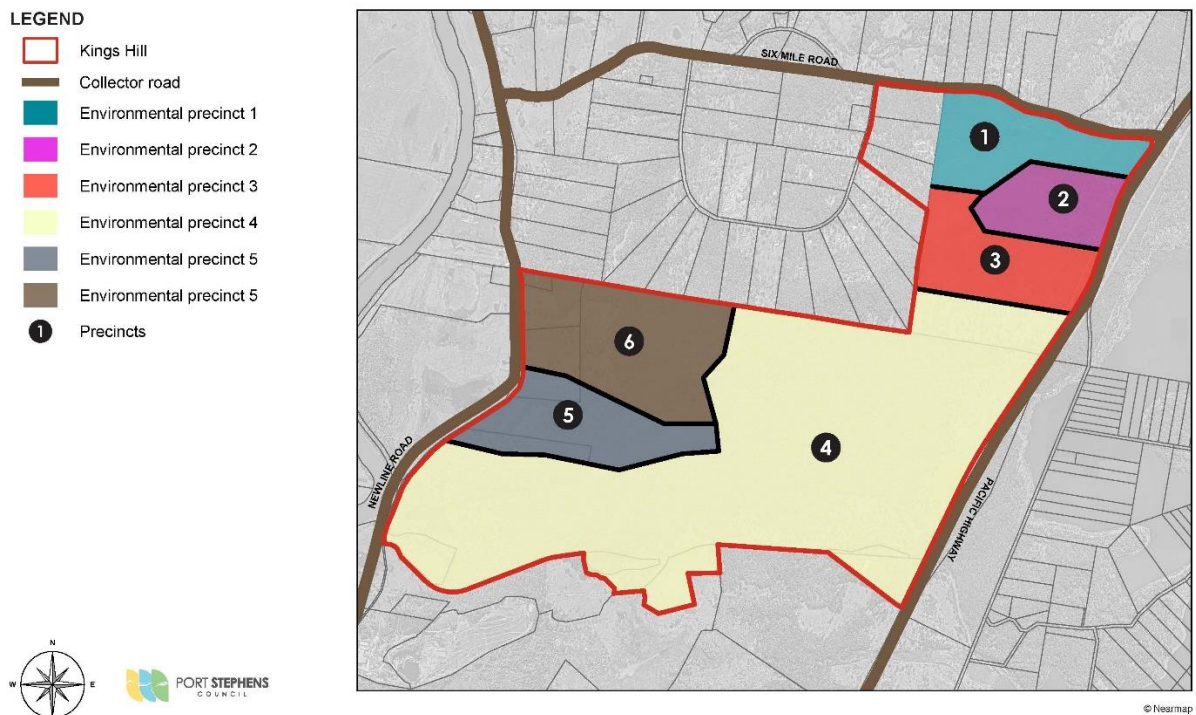 LEGEND
Kings Hill
Collector road
Environmental precinct 1
Environmental precinct 2
Environmental precinct 3
Environmental precinct 4
Environmental precinct 5
Environmental precinct 5
1 Precincts
SIX MILE ROAD
1
2
3
6
5
4
NEWLINE ROAD
PACIFIC HIGHWAY
N
W E
S
PORT STEPHENS
COUNCIL
© Nearmap